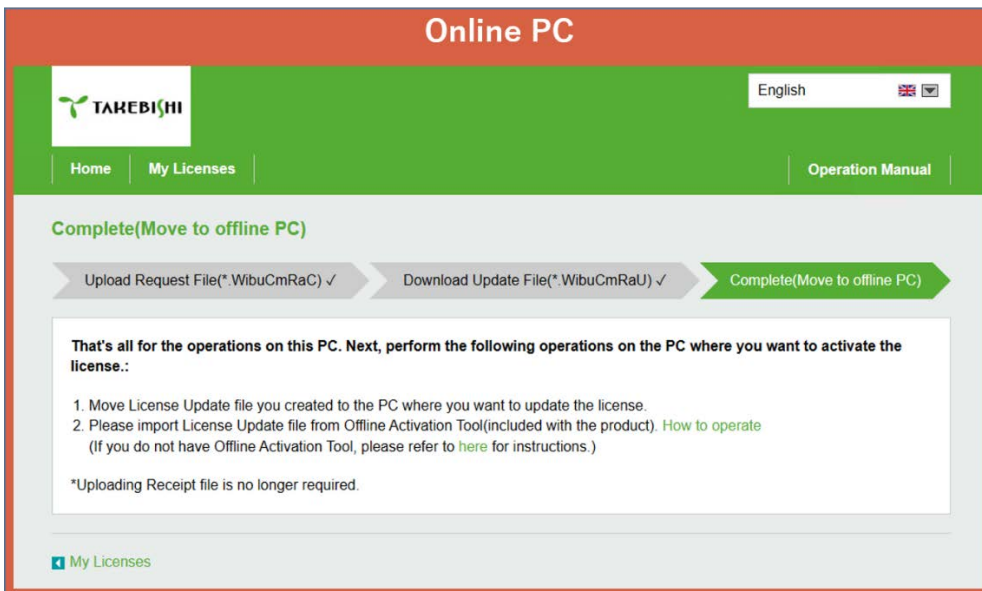 Online PC
TAKEBISHI
English
Home
My Licenses
Operation Manual
Complete(Move to offline PC)
Upload Request File(*.WibuCmRaC) ✓
Download Update File(*.WibuCmRaU) ✓
Complete(Move to offline PC)
That's all for the operations on this PC. Next, perform the following operations on the PC where you want to activate the
license.:
1. Move License Update file you created to the PC where you want to update the license.
2. Please import License Update file from Offline Activation Tool(included with the product). How to operate
(If you do not have Offline Activation Tool, please refer to here for instructions.)
*Uploading Receipt file is no longer required.
My Licenses